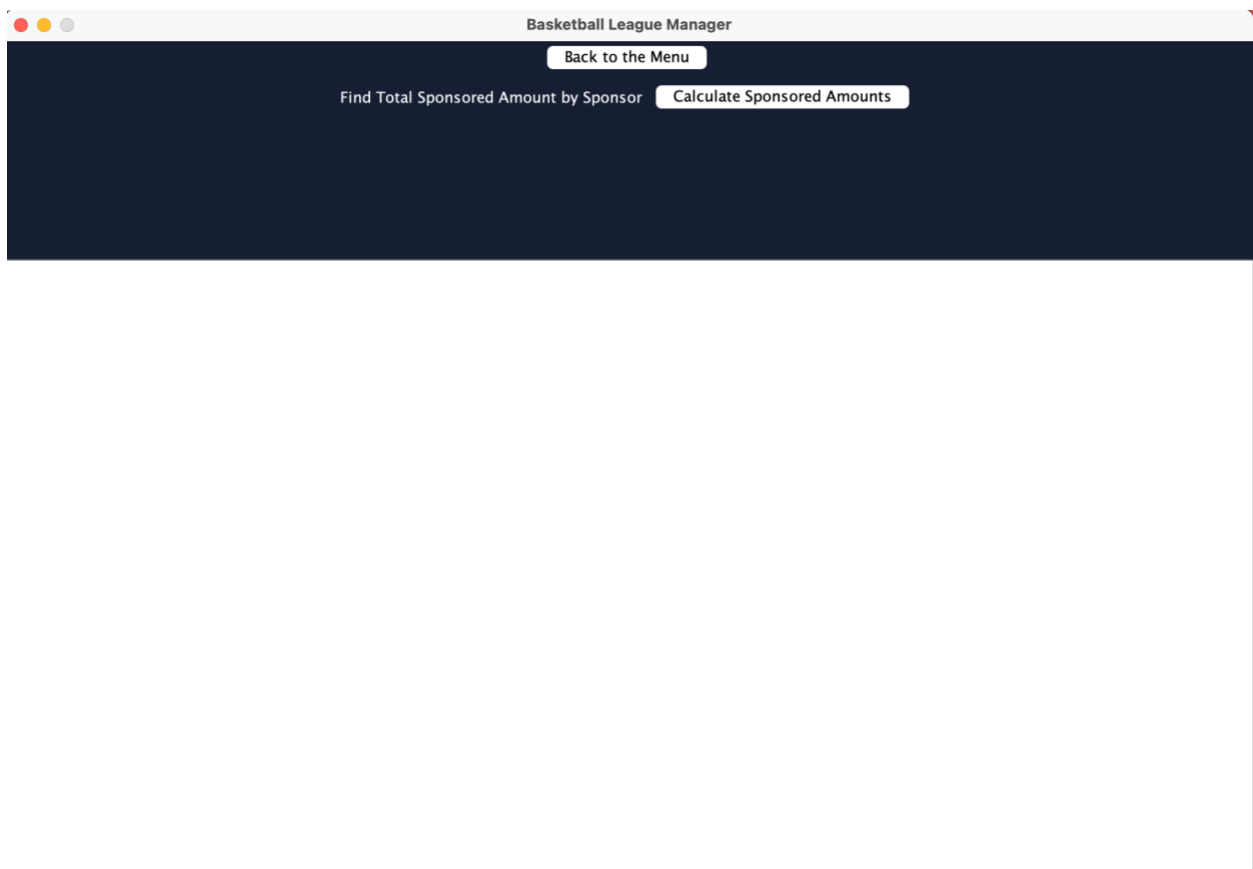 Basketball League Manager
Back to the Menu
Find Total Sponsored Amount by Sponsor Calculate Sponsored Amounts